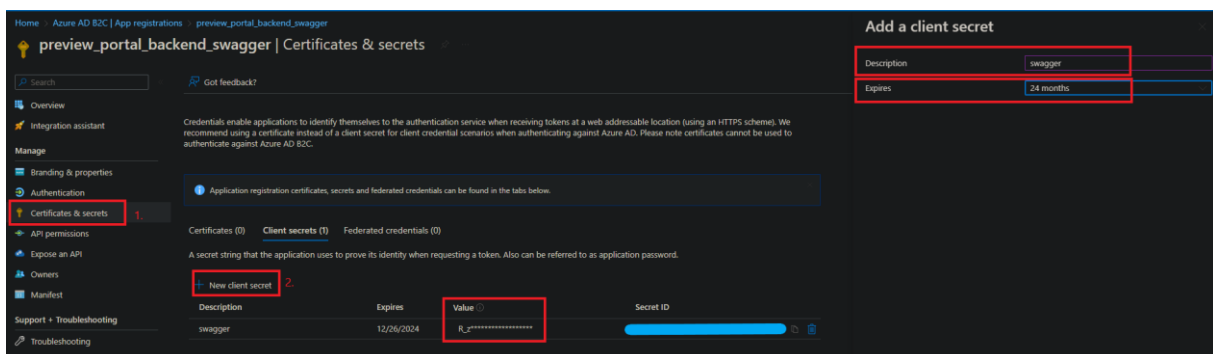 Home > Azure AD B2C | App registrations > preview_portal_backend_swagger
preview_portal_backend_swagger | Certificates & secrets
Search
Overview
Integration assistant
Manage
Branding & properties
Authentication
Certificates & secrets
1.
API permissions
Expose an API
Owners
Manifest
Support + Troubleshooting
Troubleshooting
Got feedback?
Credentials enable applications to identify themselves to the authentication service when receiving tokens at a web addressable location (using an HTTPS scheme). We
recommend using a certificate instead of a client secret for client credential scenarios when authenticating against Azure AD. Please note certificates cannot be used to
authenticate against Azure AD B2C.
Application registration certificates, secrets and federated credentials can be found in the tabs below.
Certificates (0) Client secrets (1) Federated credentials (0)
A secret string that the application uses to prove its identity when requesting a token. Also can be referred to as application password.
+ New client secret 2.
Description Expires Value Secret ID
swagger 12/26/2024 R_z******************
Add a client secret
Description swagger
Expires 24 months